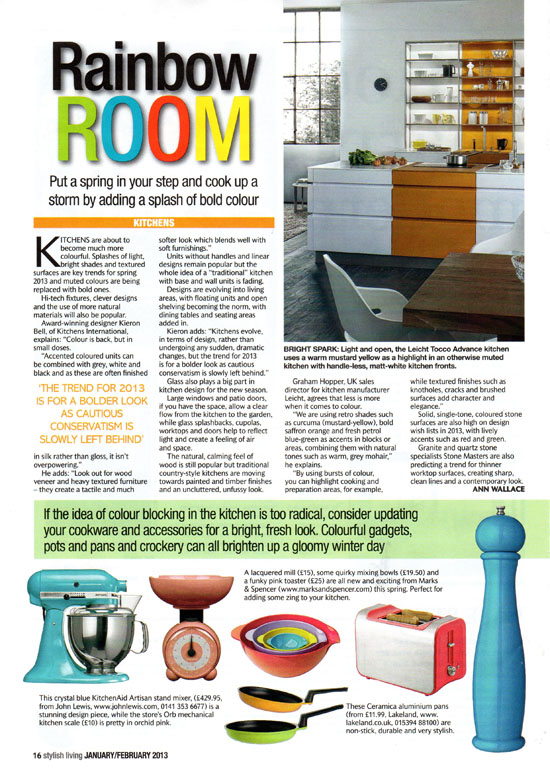 Rainbow
ROOM
Put a spring in your step and cook up a
storm by adding a splash of bold colour
KITCHENS
KITCHENS are about to
become much more
colourful. Splashes of light,
bright shades and textured
surfaces are key trends for spring
2013 and muted colours are being
replaced with bold ones.
Hi-tech fixtures, clever designs
and the use of more natural
materials will also be popular.
Award-winning designer Kieron
Bell, of Kitchens International,
explains: “Colour is back, but in
small doses.
“Accented coloured units can
be combined with grey, white and
black and as these are often finished
‘THE TREND FOR 2013
IS FOR A BOLDER LOOK
AS CAUTIOUS
CONSERVATISM IS
SLOWLY LEFT BEHIND’
in silk rather than gloss, it isn't
overpowering.”
He adds: “Look out for wood
veneer and heavy textured furniture
– they create a tactile and much
softer look which blends well with
soft furnishings.”
Units without handles and linear
designs remain popular but the
whole idea of a “traditional” kitchen
with base and wall units is fading.
Designs are evolving into living
areas, with floating units and open
shelving becoming the norm, with
dining tables and seating areas
added in.
Kieron adds: “Kitchens evolve,
in terms of design, rather than
undergoing any sudden, dramatic
changes, but the trend for 2013
is for a bolder look as cautious
conservatism is slowly left behind.”
Glass also plays a big part in
kitchen design for the new season.
Large windows and patio doors,
if you have the space, allow a clear
flow from the kitchen to the garden,
while glass splashbacks, cupolas,
worktops and doors help to reflect
light and create a feeling of air
and space.
The natural, calming feel of
wood is still popular but traditional
country-style kitchens are moving
towards painted and timber finishes
and an uncluttered, unfussy look.
BRIGHT SPARK: Light and open, the Leicht Tocco Advance kitchen
uses a warm mustard yellow as a highlight in an otherwise muted
kitchen with handle-less, matt-white kitchen fronts.
Graham Hopper, UK sales
director for kitchen manufacturer
Leicht, agrees that less is more
when it comes to colour.
“We are using retro shades such
as curcuma (mustard-yellow), bold
saffron orange and fresh petrol
blue-green as accents in blocks or
areas, combining them with natural
tones such as warm, grey mohair,”
he explains.
“By using bursts of colour,
you can highlight cooking and
preparation areas, for example,
while textured finishes such as
knotholes, cracks and brushed
surfaces add character and
elegance.”
Solid, single-tone, coloured stone
surfaces are also high on design
wish lists in 2013, with lively
accents such as red and green.
Granite and quartz stone
specialists Stone Masters are also
predicting a trend for thinner
worktop surfaces, creating sharp,
clean lines and a contemporary look.
ANN WALLACE
If the idea of colour blocking in the kitchen is too radical, consider updating
your cookware and accessories for a bright, fresh look. Colourful gadgets,
pots and pans and crockery can all brighten up a gloomy winter day
A lacquered mill (£15), some quirky mixing bowls (£19.50) and
a funky pink toaster (£25) are all new and exciting from Marks
& Spencer (www.marksandspencer.com) this spring. Perfect for
adding some zing to your kitchen.
This crystal blue KitchenAid Artisan stand mixer, (£429.95,
from John Lewis, www.johnlewis.com, 0141 353 6677) is a
stunning design piece, while the store's Orb mechanical
kitchen scale (£10) is pretty in orchid pink.
These Ceramica aluminium pans
(from £11.99, Lakeland, www.
lakeland.co.uk, 015394 88100) are
non-stick, durable and very stylish.
16 stylish living JANUARY/FEBRUARY 2013